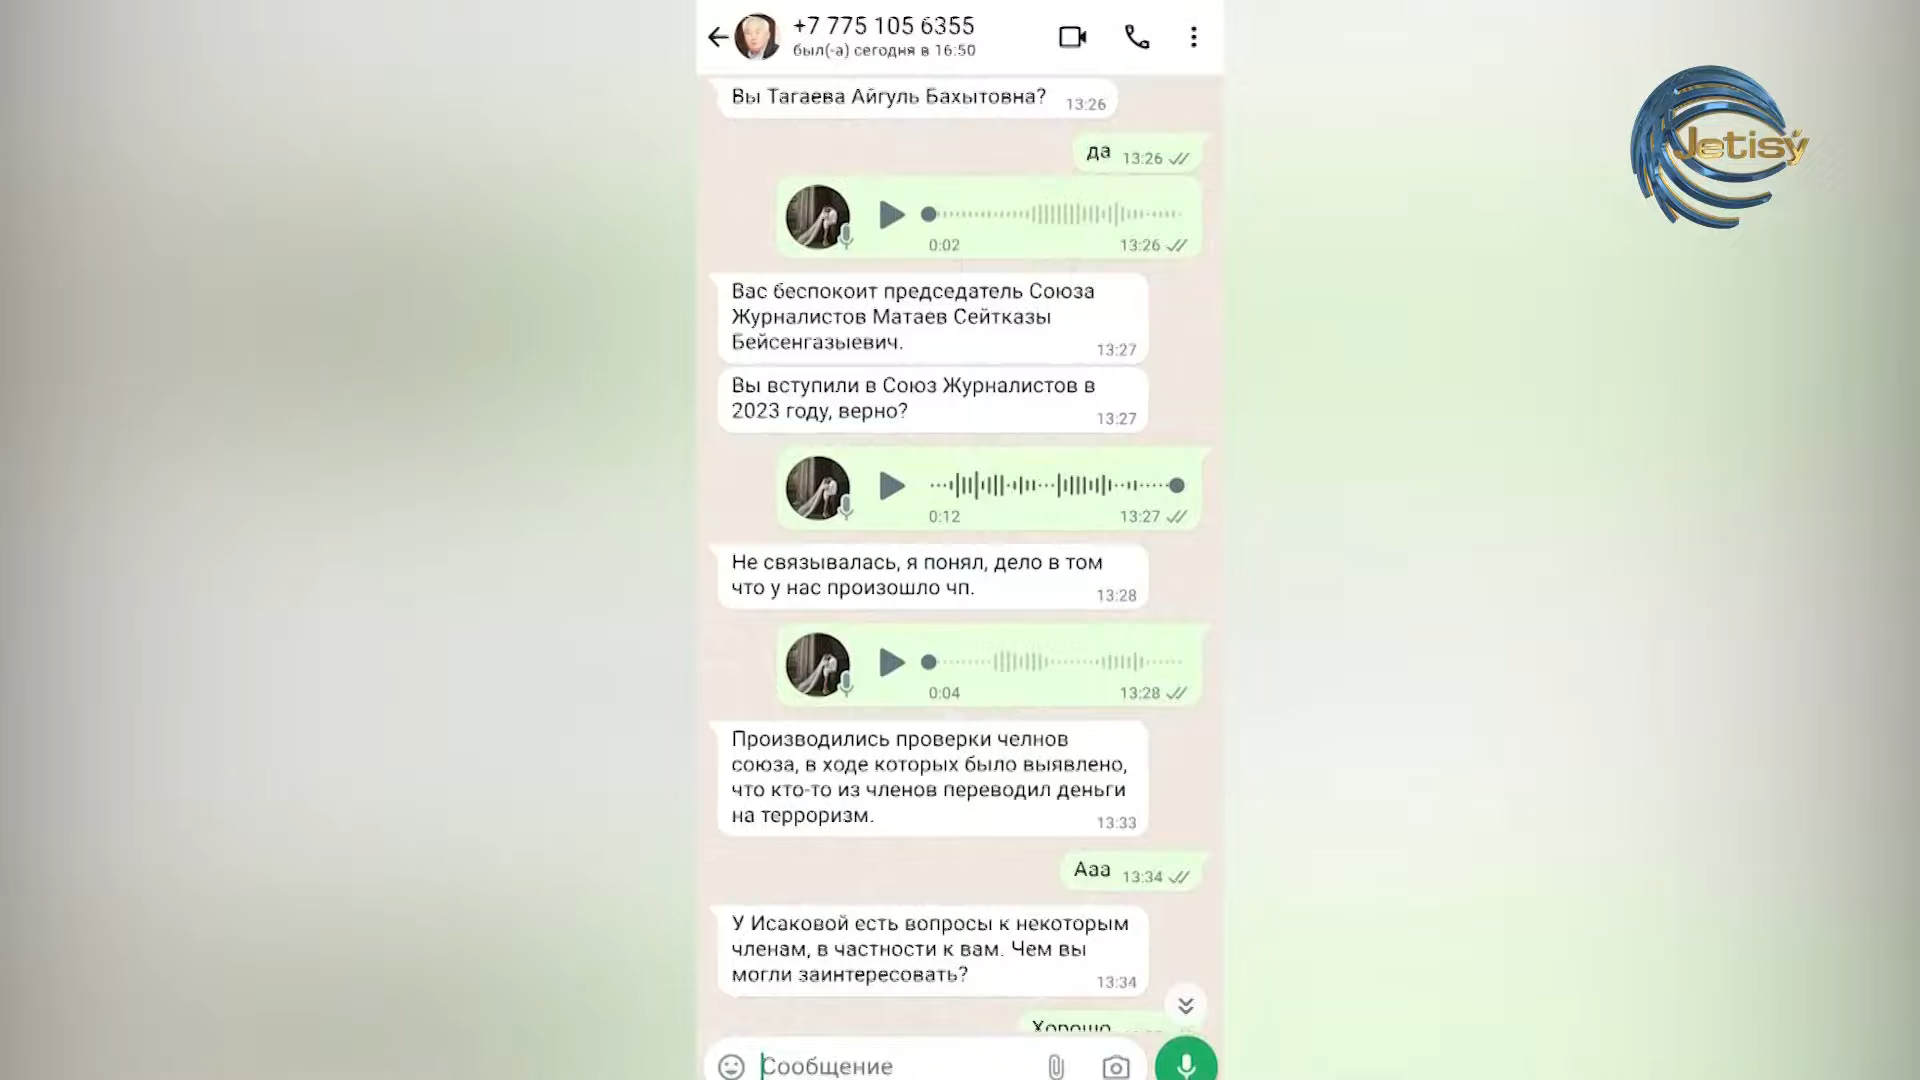 +7 775 105 6355
был(-а) сегодня в 16:50
Вы Тагаева Айгуль Бахытовна? 13:26
да 13:26
0:02 13:26
Вас беспокоит председатель Союза
Журналистов Матаев Сейтказы
Бейсенгазыевич. 13:27
Вы вступили в Союз Журналистов в
2023 году, верно? 13:27
0:12 13:27
Не связывалась, я понял, дело в том
что у нас произошло чп. 13:28
0:04 13:28
Производились проверки челнов
союза, в ходе которых было выявлено,
что кто-то из членов переводил деньги
на терроризм. 13:33
Ааа 13:34
У Исаковой есть вопросы к некоторым
членам, в частности к вам. Чем вы
могли заинтересовать? 13:34
Хорошо
Сообщение
Jetisý